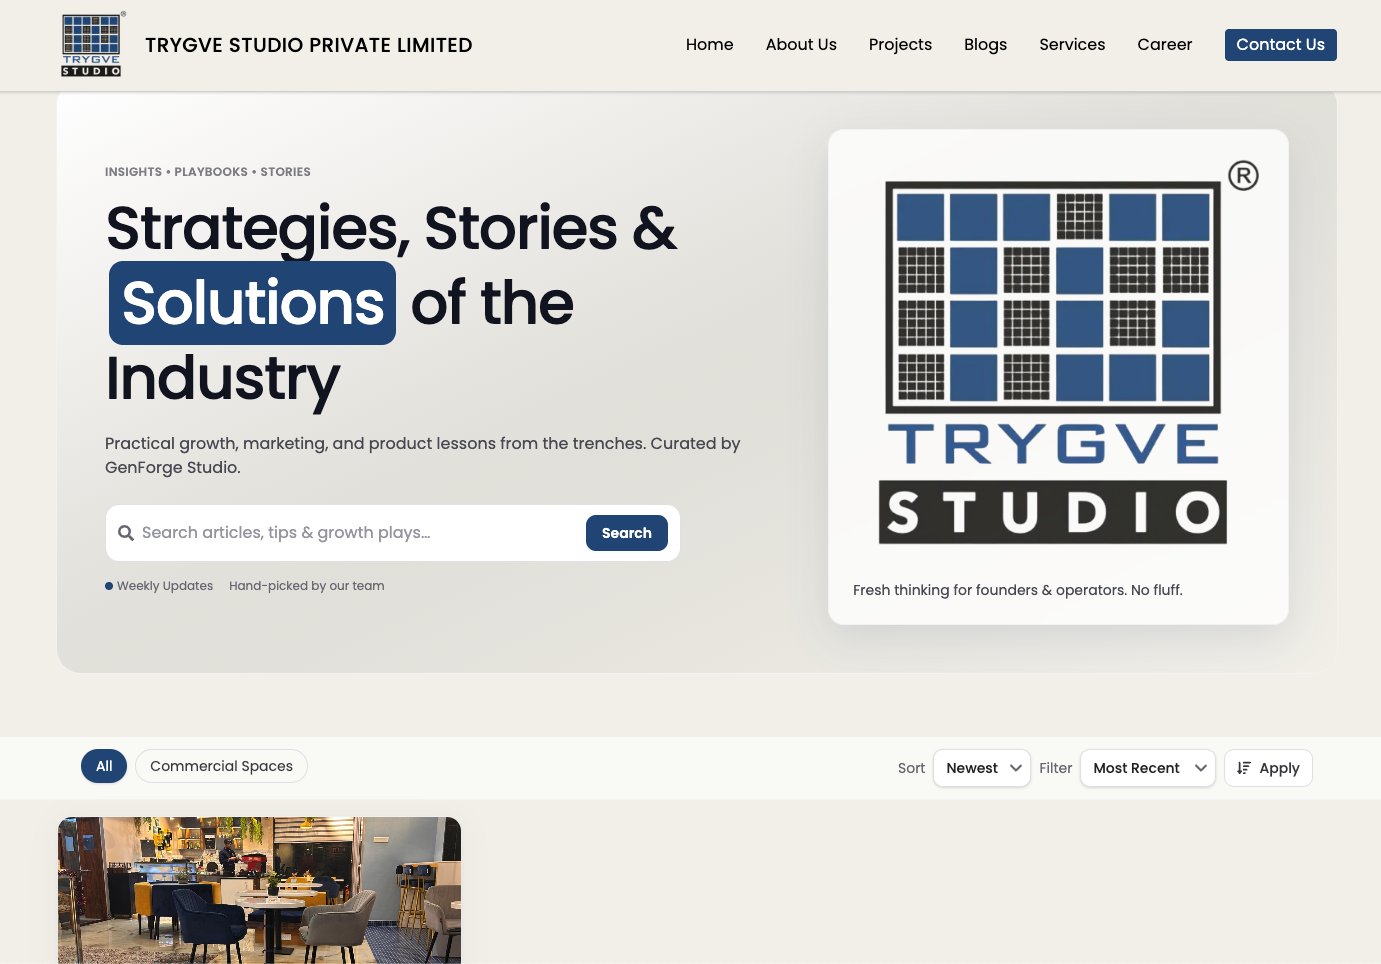 TRYGVE
STUDIO
®
TRYGVE STUDIO PRIVATE LIMITED
Home
About Us
Projects
Blogs
Services
Career
Contact Us
INSIGHTS • PLAYBOOKS • STORIES
Strategies, Stories &
Solutions of the
Industry
Practical growth, marketing, and product lessons from the trenches. Curated by
GenForge Studio.
Search articles, tips & growth plays...
Search
Weekly Updates
Hand-picked by our team
®
TRYGVE
STUDIO
Fresh thinking for founders & operators. No fluff.
All
Commercial Spaces
Sort
Newest
Filter
Most Recent
Apply